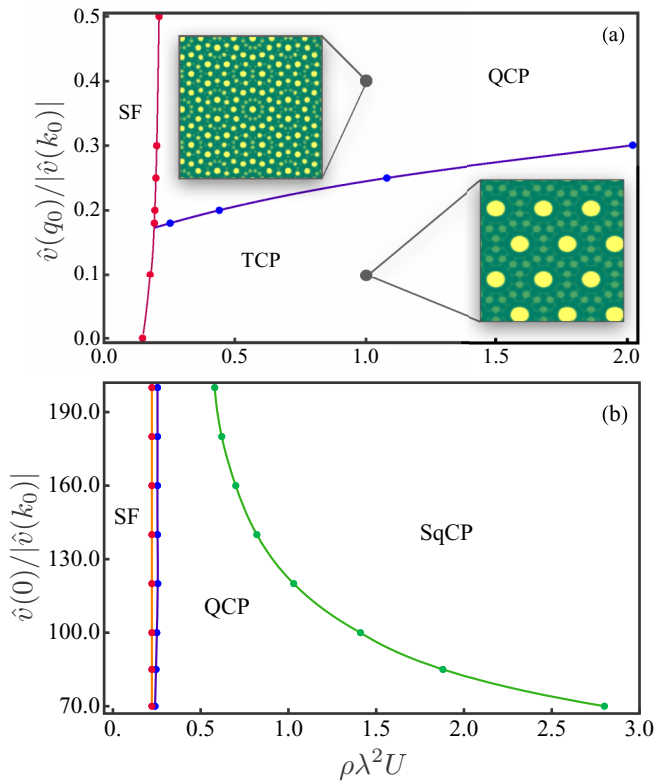 (a)
0.5
0.4
0.3
0.2
0.1
0.0
v̂(q₀)/|v̂(k₀)|
SF
QCP
TCP
0.0 0.5 1.0 1.5 2.0
(b)
190.0
160.0
130.0
100.0
70.0
v̂(0)/|v̂(k₀)|
SF
QCP
SqCP
0.0 0.5 1.0 1.5 2.0 2.5 3.0
ρλ²U